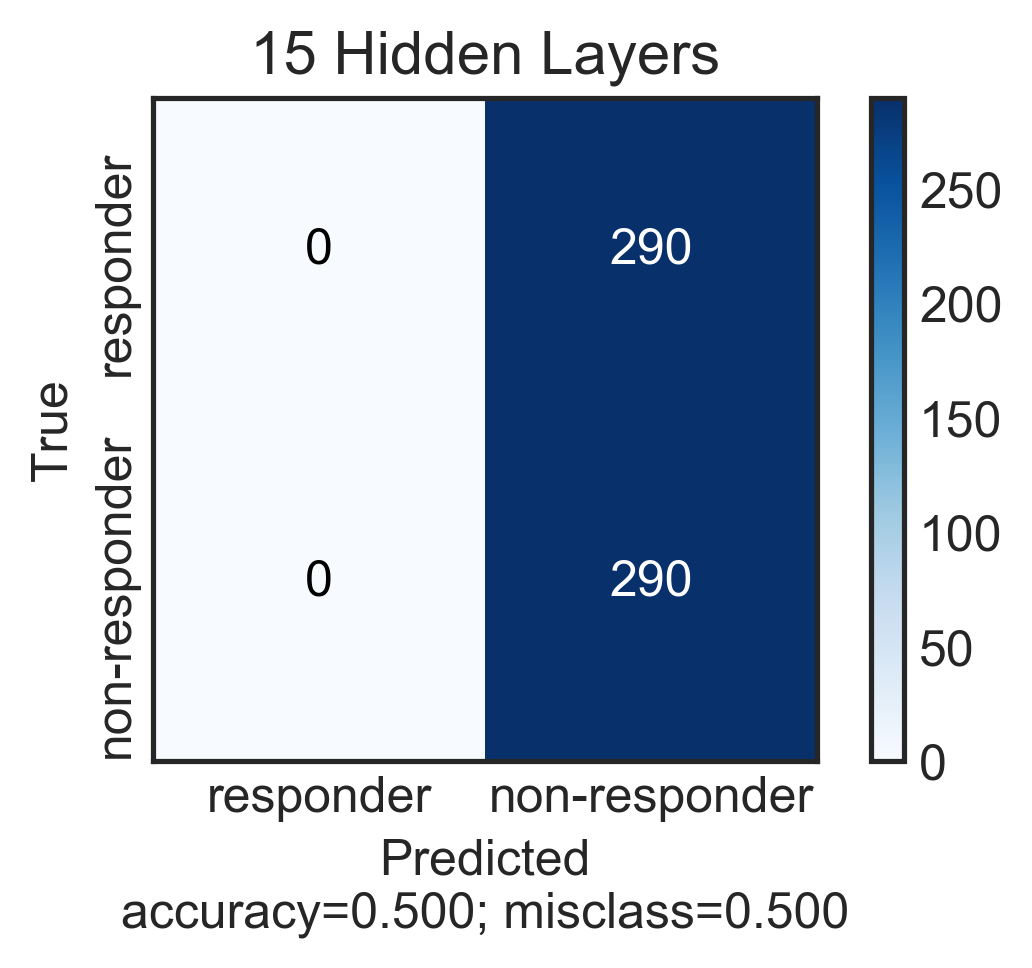 15 Hidden Layers
True
responder
non-responder
0
290
0
290
responder
non-responder
Predicted
accuracy=0.500; misclass=0.500
250
200
150
100
50
0